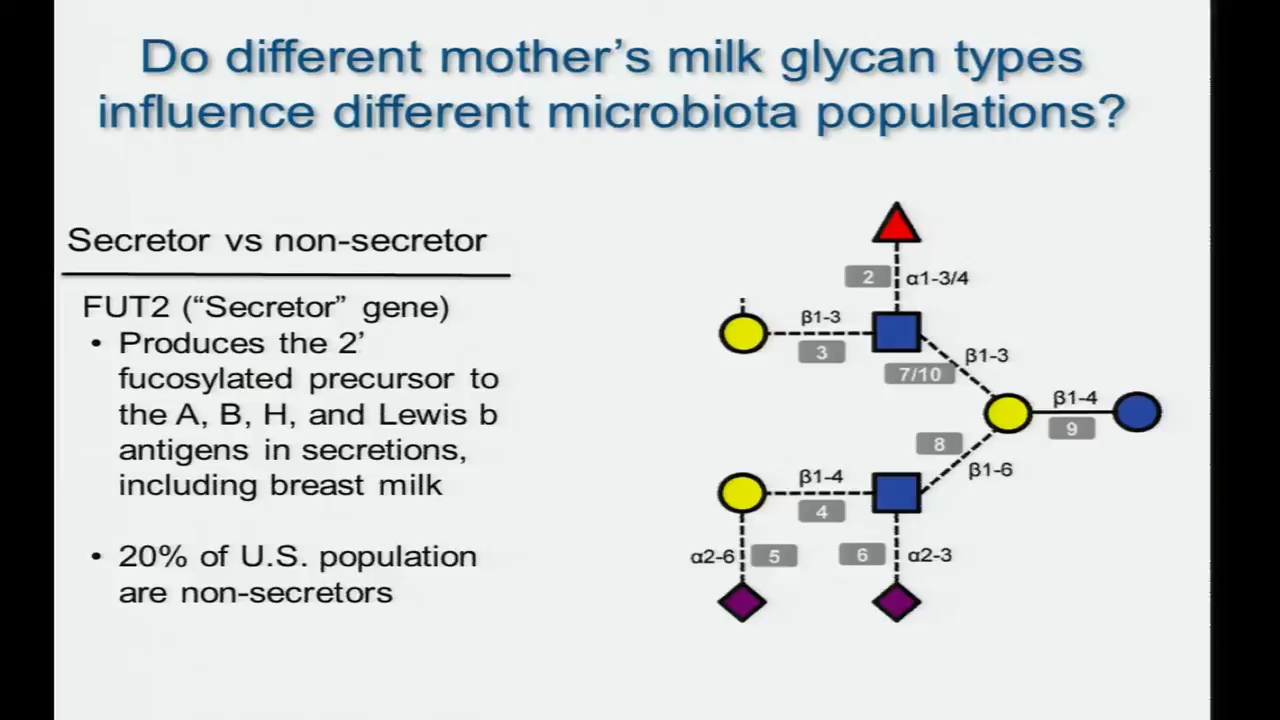 Do different mother's milk glycan types
influence different microbiota populations?
Secretor vs non-secretor
FUT2 (“Secretor” gene)
• Produces the 2’
fucosylated precursor to
the A, B, H, and Lewis b
antigens in secretions,
including breast milk
• 20% of U.S. population
are non-secretors
2 α1-3/4
β1-3
3
7/10
β1-3
β1-4
9
8
β1-6
β1-4
4
α2-6 5
6 α2-3